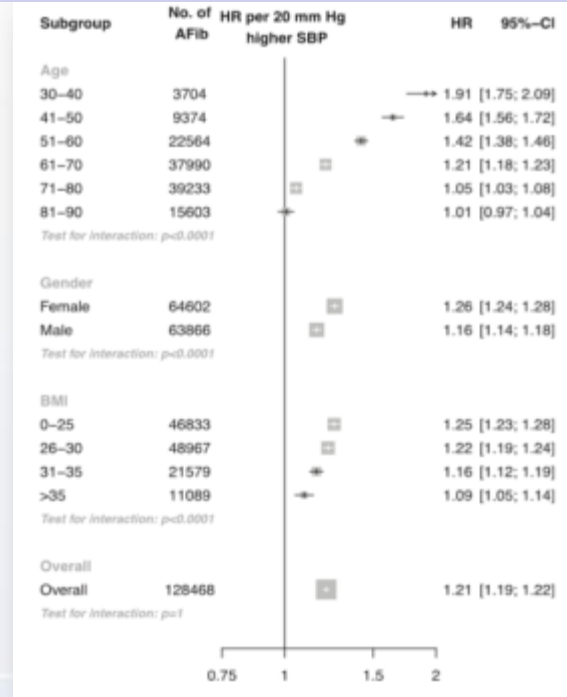 Subgroup No. of AFib HR per 20 mm Hg higher SBP HR 95%–CI
Age
30–40 3704 1.91 [1.75; 2.09]
41–50 9374 1.64 [1.56; 1.72]
51–60 22564 1.42 [1.38; 1.46]
61–70 37990 1.21 [1.18; 1.23]
71–80 39233 1.05 [1.03; 1.08]
81–90 15603 1.01 [0.97; 1.04]
Test for interaction: p<0.0001
Gender
Female 64602 1.26 [1.24; 1.28]
Male 63866 1.16 [1.14; 1.18]
Test for interaction: p<0.0001
BMI
0–25 46833 1.25 [1.23; 1.28]
26–30 48967 1.22 [1.19; 1.24]
31–35 21579 1.16 [1.12; 1.19]
>35 11089 1.09 [1.05; 1.14]
Test for interaction: p<0.0001
Overall
Overall 128468 1.21 [1.19; 1.22]
Test for interaction: p=1
0.75 1 1.5 2